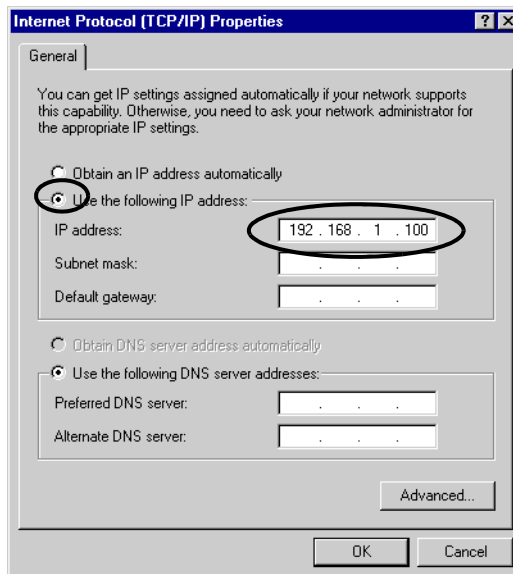 Internet Protocol (TCP/IP) Properties
General
You can get IP settings assigned automatically if your network supports
this capability. Otherwise, you need to ask your network administrator for
the appropriate IP settings.
Obtain an IP address automatically
Use the following IP address:
IP address: 192 . 168 . 1 . 100
Subnet mask: . . .
Default gateway: . . .
Obtain DNS server address automatically
Use the following DNS server addresses:
Preferred DNS server: . . .
Alternate DNS server: . . .
Advanced...
OK Cancel